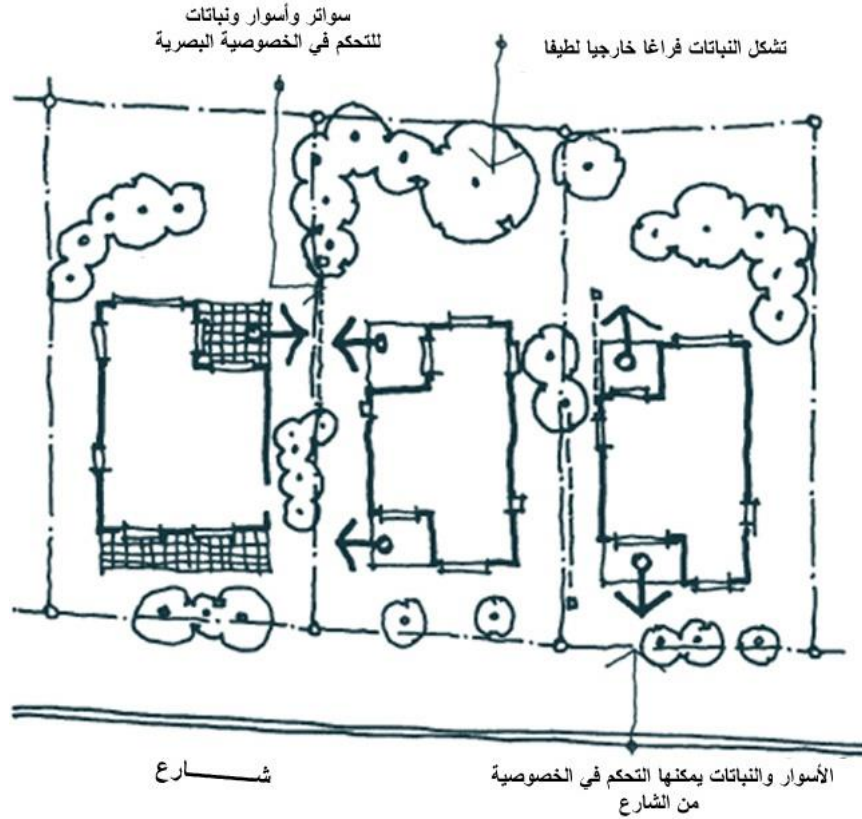 سواتر وأسوار ونباتات
للتحكم في الخصوصية البصرية
تشكل النباتات فراغا خارجيا لطيفا
شـــــارع
الأسوار والنباتات يمكنها التحكم في الخصوصية
من الشارع